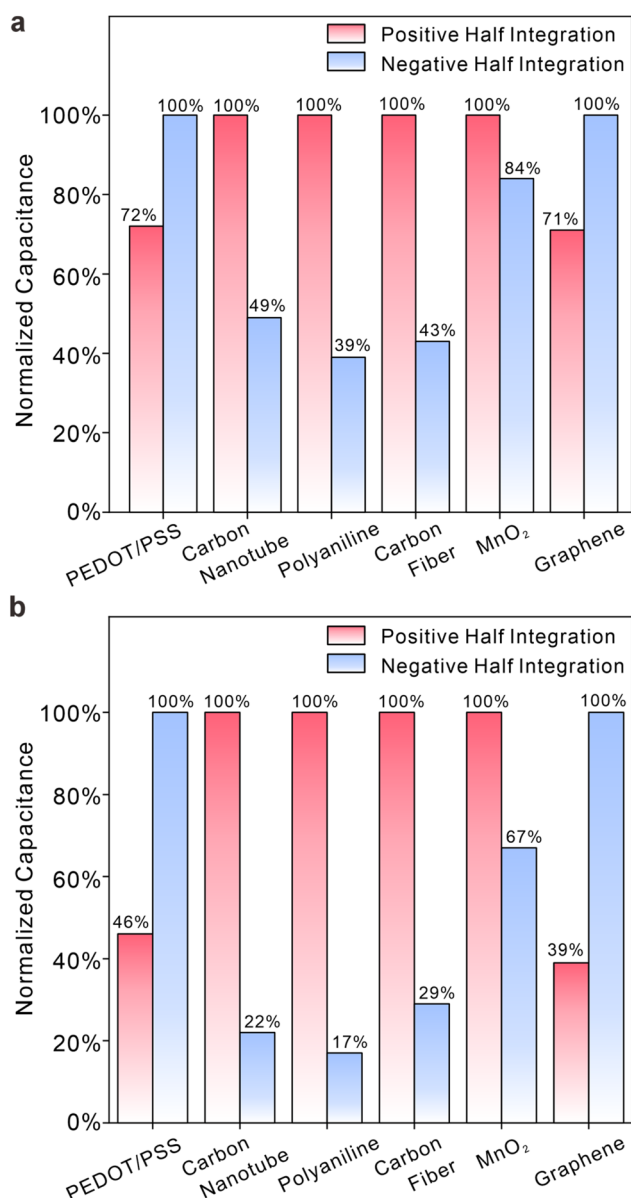 a
Positive Half Integration
Negative Half Integration
Normalized Capacitance
100%
80%
60%
40%
20%
0%
72%
100%
100%
49%
100%
39%
100%
43%
100%
84%
71%
100%
PEDOT/PSS
Carbon
Nanotube
Polyaniline
Carbon
Fiber
MnO₂
Graphene
b
Positive Half Integration
Negative Half Integration
Normalized Capacitance
100%
80%
60%
40%
20%
0%
46%
100%
100%
22%
100%
17%
100%
29%
100%
67%
39%
100%
PEDOT/PSS
Carbon
Nanotube
Polyaniline
Carbon
Fiber
MnO₂
Graphene